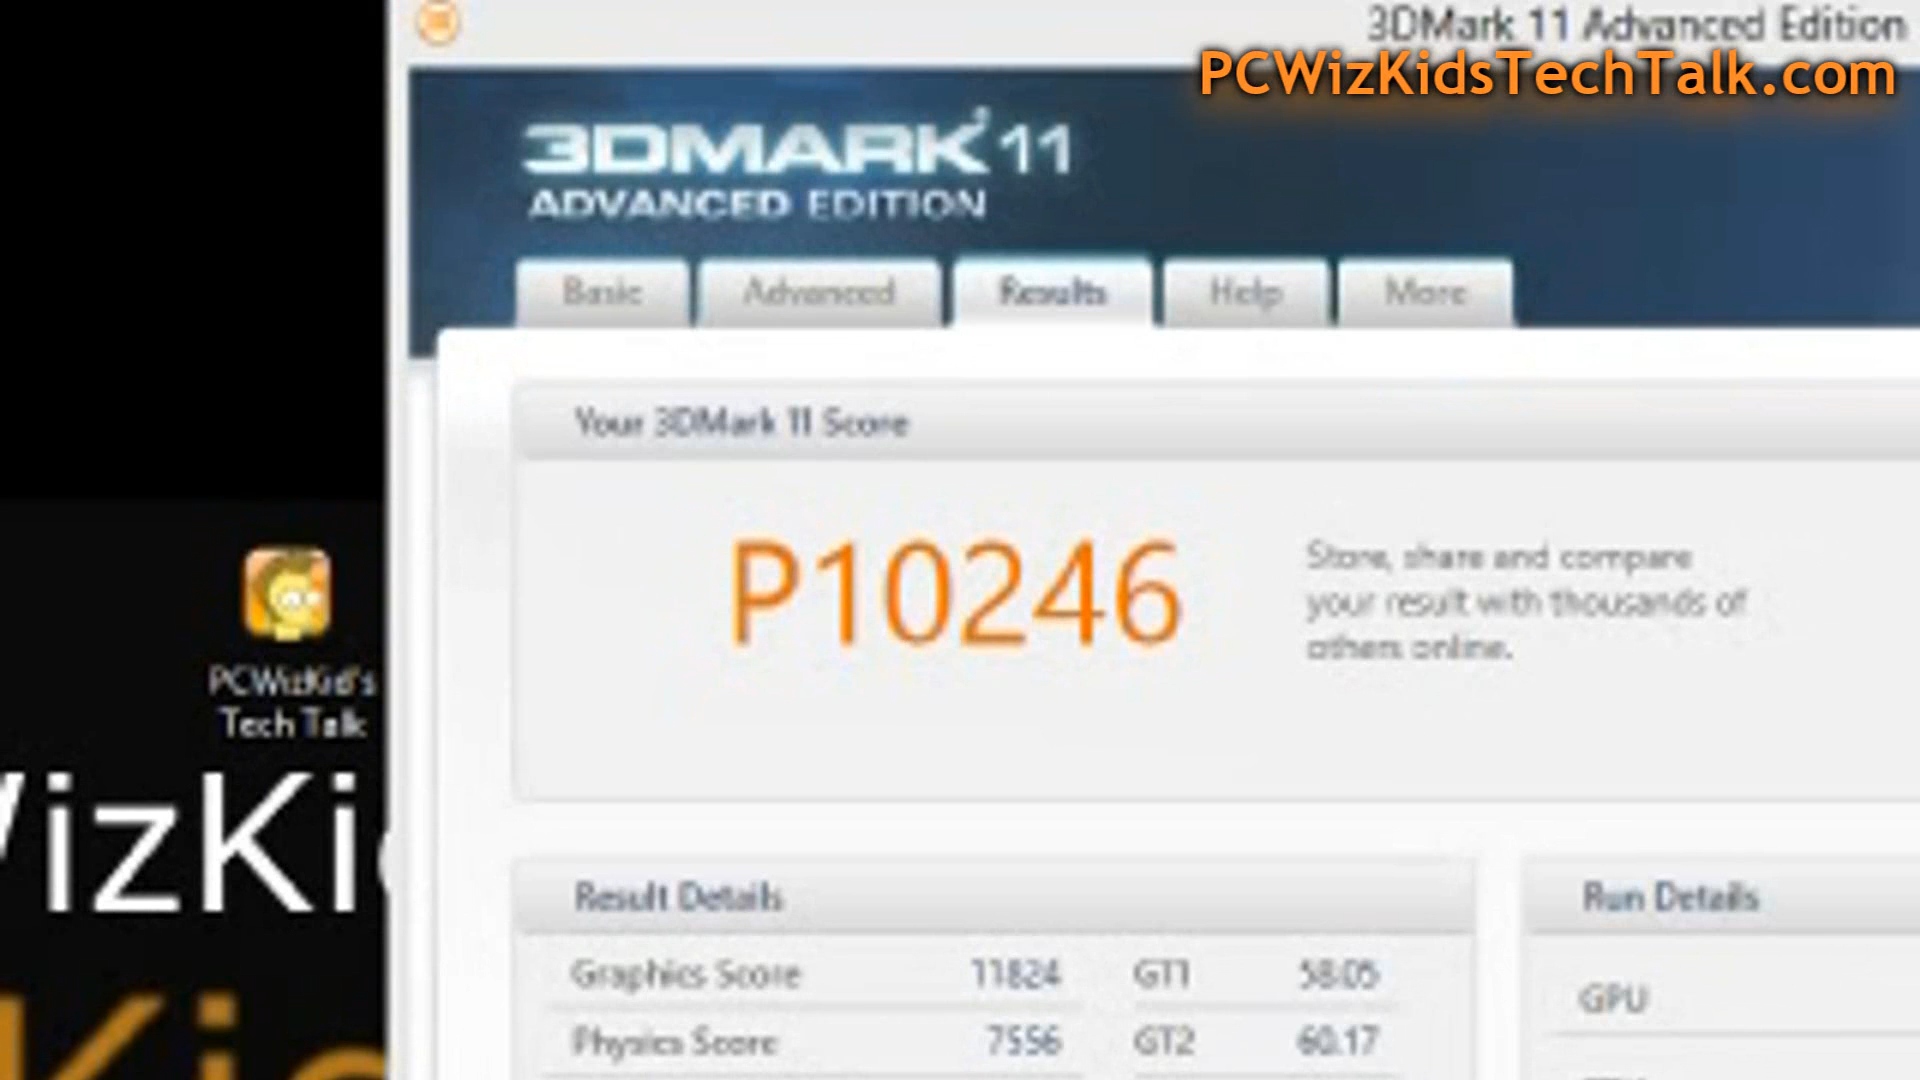 3DMark 11 Advanced Edition
PCWizKidsTechTalk.com
3DMARK® 11
ADVANCED EDITION
Basic Advanced Results Help More
Your 3DMark 11 Score
P10246
Store, share and compare
your result with thousands of
others online.
PCWizKid's
Tech Talk
WizKi
Result Details
Run Details
Graphics Score 11824 GT1 58.05
GPU
Physics Score 7556 GT2 60.17
Ki